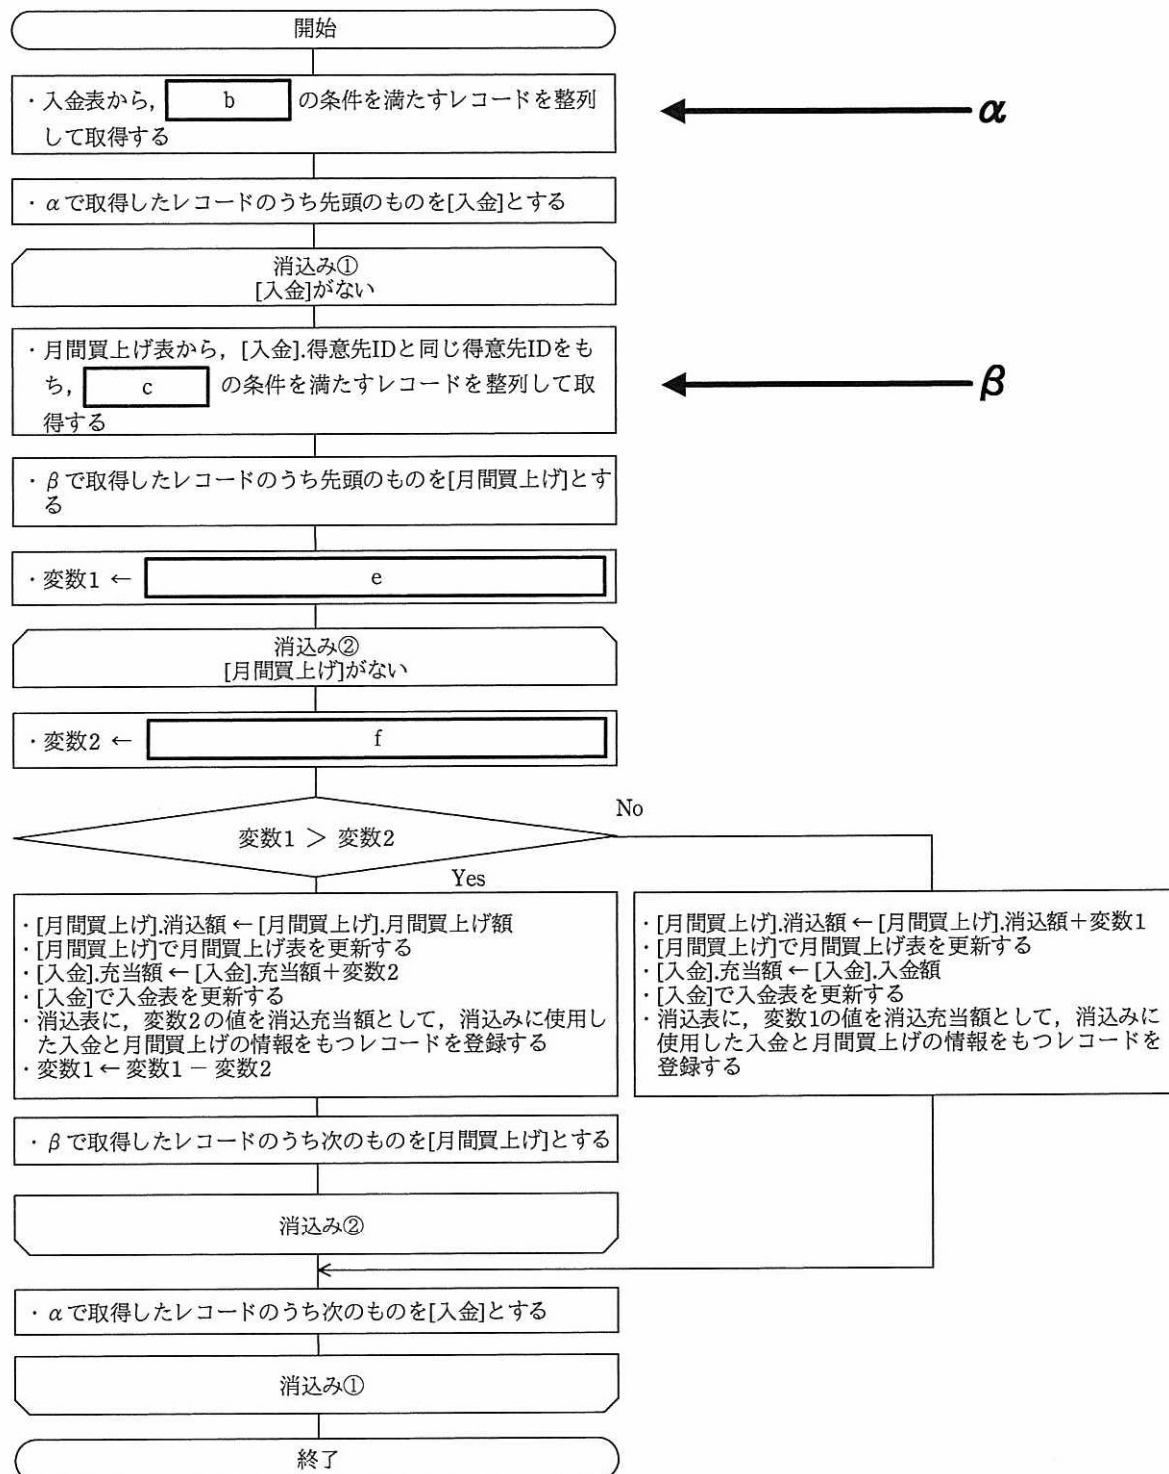 開始
・入金表から， b の条件を満たすレコードを整列
して取得する
α
・αで取得したレコードのうち先頭のものを[入金]とする
消込み①
[入金]がない
・月間買上げ表から，[入金].得意先IDと同じ得意先IDをも
ち， c の条件を満たすレコードを整列して取
得する
β
・βで取得したレコードのうち先頭のものを[月間買上げ]とす
る
・変数1 ← e
消込み②
[月間買上げ]がない
・変数2 ← f
変数1 ＞ 変数2
No
Yes
・[月間買上げ].消込額 ← [月間買上げ].月間買上げ額
・[月間買上げ]で月間買上げ表を更新する
・[入金].充当額 ← [入金].充当額＋変数2
・[入金]で入金表を更新する
・消込表に，変数2の値を消込充当額として，消込みに使用し
た入金と月間買上げの情報をもつレコードを登録する
・変数1 ← 変数1 − 変数2
・[月間買上げ].消込額 ← [月間買上げ].消込額＋変数1
・[月間買上げ]で月間買上げ表を更新する
・[入金].充当額 ← [入金].入金額
・[入金]で入金表を更新する
・消込表に，変数1の値を消込充当額として，消込みに
使用した入金と月間買上げの情報をもつレコードを
登録する
・βで取得したレコードのうち次のものを[月間買上げ]とする
消込み②
・αで取得したレコードのうち次のものを[入金]とする
消込み①
終了